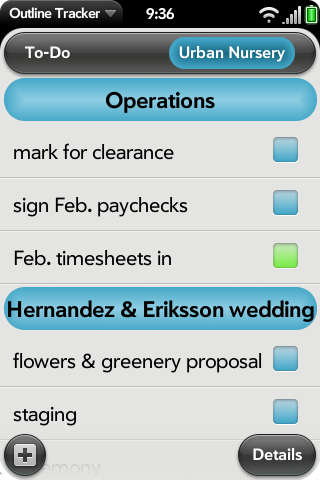 Outline Tracker 9:36
To-Do Urban Nursery
Operations
mark for clearance
sign Feb. paychecks
Feb. timesheets in
Hernandez & Eriksson wedding
flowers & greenery proposal
staging
Details